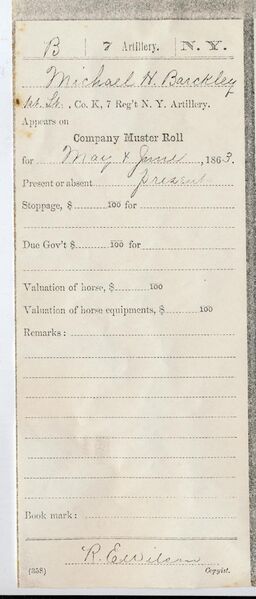 B | 7 Artillery. | N. Y.
Michael H. Barckley
1st Lt., Co. K, 7 Reg't N. Y. Artillery.
Appears on
Company Muster Roll
for May & June, 1863.
Present or absent present
Stoppage, $ 100 for
Due Gov't $ 100 for
Valuation of horse, $ 100
Valuation of horse equipments, $ 100
Remarks:
Book mark:
R. E. Wilson
(358) Copyist.